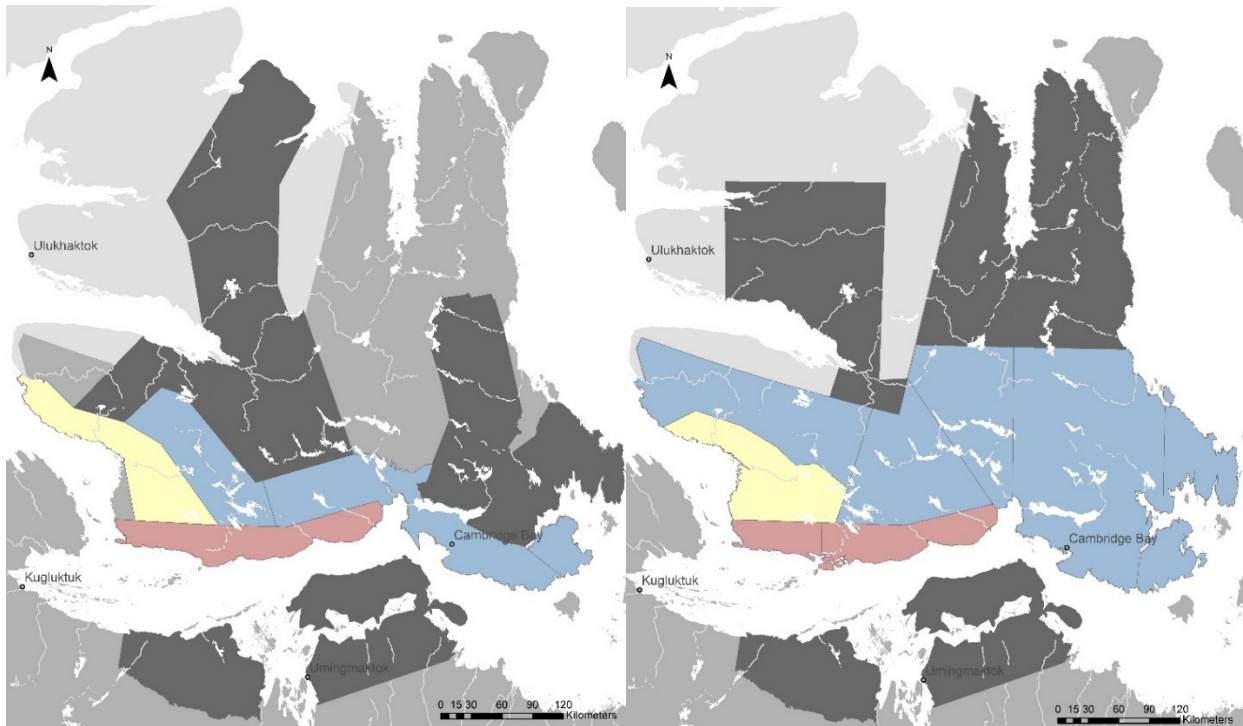 N
Ulukhaktok
Cambridge Bay
Kugluktuk
Umingmaktok
0 15 30 60 90 120
Kilometers
N
Ulukhaktok
Cambridge Bay
Kugluktuk
Umingmaktok
0 15 30 60 90 120
Kilometers